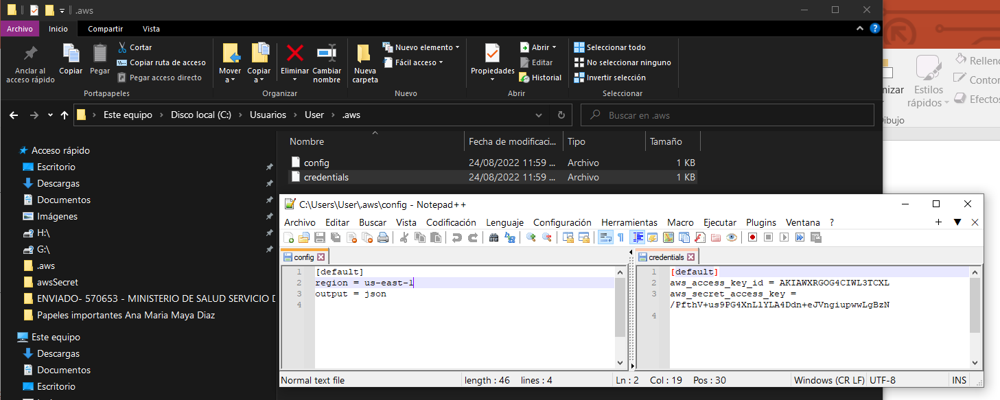 .aws
Archivo Inicio Compartir Vista
Anclar al acceso rápido
Copiar
Pegar
Cortar
Copiar ruta de acceso
Pegar acceso directo
Portapapeles
Mover a
Copiar a
Eliminar
Cambiar nombre
Organizar
Nueva carpeta
Nuevo elemento
Fácil acceso
Nuevo
Propiedades
Abrir
Editar
Historial
Abrir
Seleccionar todo
No seleccionar ninguno
Invertir selección
Seleccionar
nizar
Estilos rápidos
Rellen
Contor
Efectos
Dibujo
Este equipo > Disco local (C:) > Usuarios > User > .aws
Buscar en .aws
Acceso rápido
Escritorio
Descargas
Documentos
Imágenes
H:\
G:\
.aws
awsSecret
ENVIADO- 570653 - MINISTERIO DE SALUD SERVICIO D
Papeles importantes Ana Maria Maya Diaz
Este equipo
Descargas
Documentos
Escritorio
Nombre Fecha de modificaci... Tipo Tamaño
config 24/08/2022 11:59 ... Archivo 1 KB
credentials 24/08/2022 11:59 ... Archivo 1 KB
C:\Users\User\.aws\config - Notepad++
Archivo Editar Buscar Vista Codificación Lenguaje Configuración Herramientas Macro Ejecutar Plugins Ventana ?
config
1 [default]
2 region = us-east-1
3 output = json
4
credentials
1 [default]
2 aws_access_key_id = AKIAWXRGOG4CIWL3TCXL
3 aws_secret_access_key =
4
Normal text file length : 46 lines : 4 Ln : 2 Col : 19 Pos : 30 Windows (CR LF) UTF-8 INS